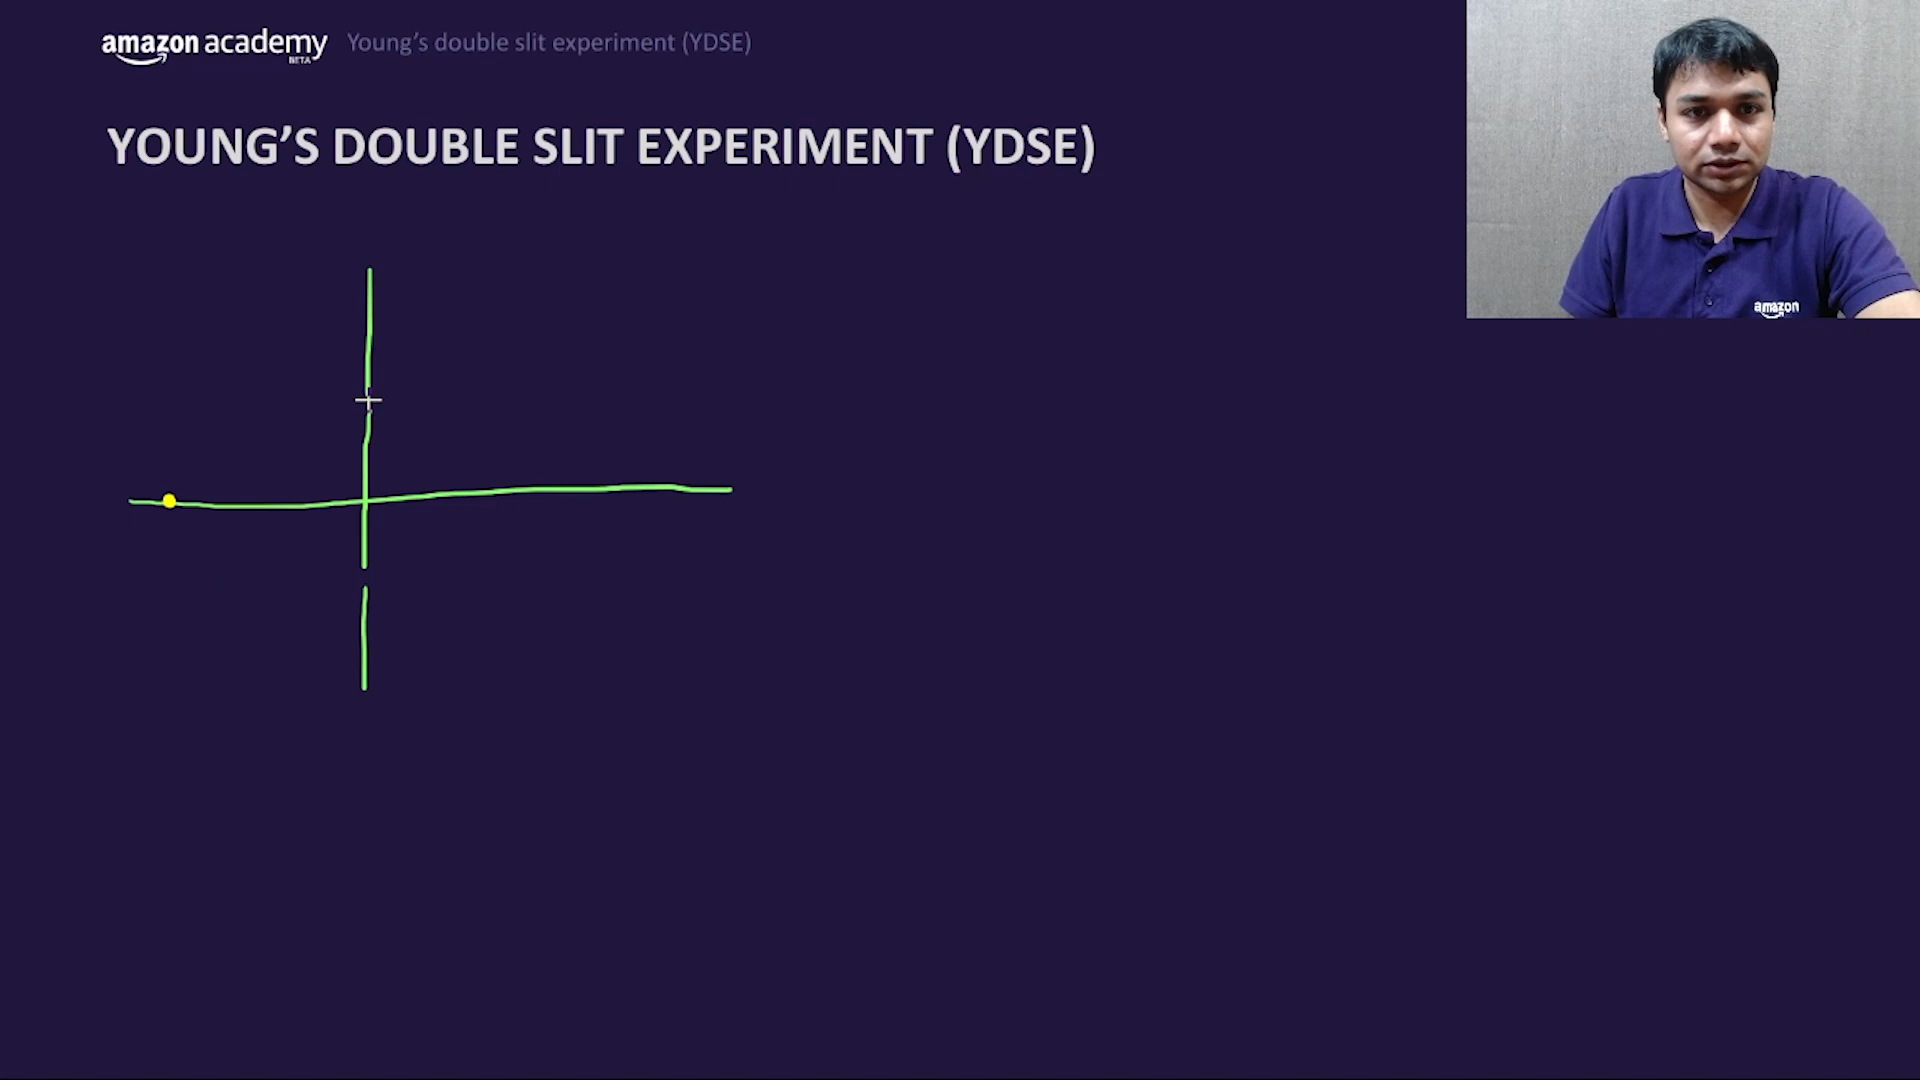 amazon academy Young’s double slit experiment (YDSE)
BETA
YOUNG’S DOUBLE SLIT EXPERIMENT (YDSE)
amazon